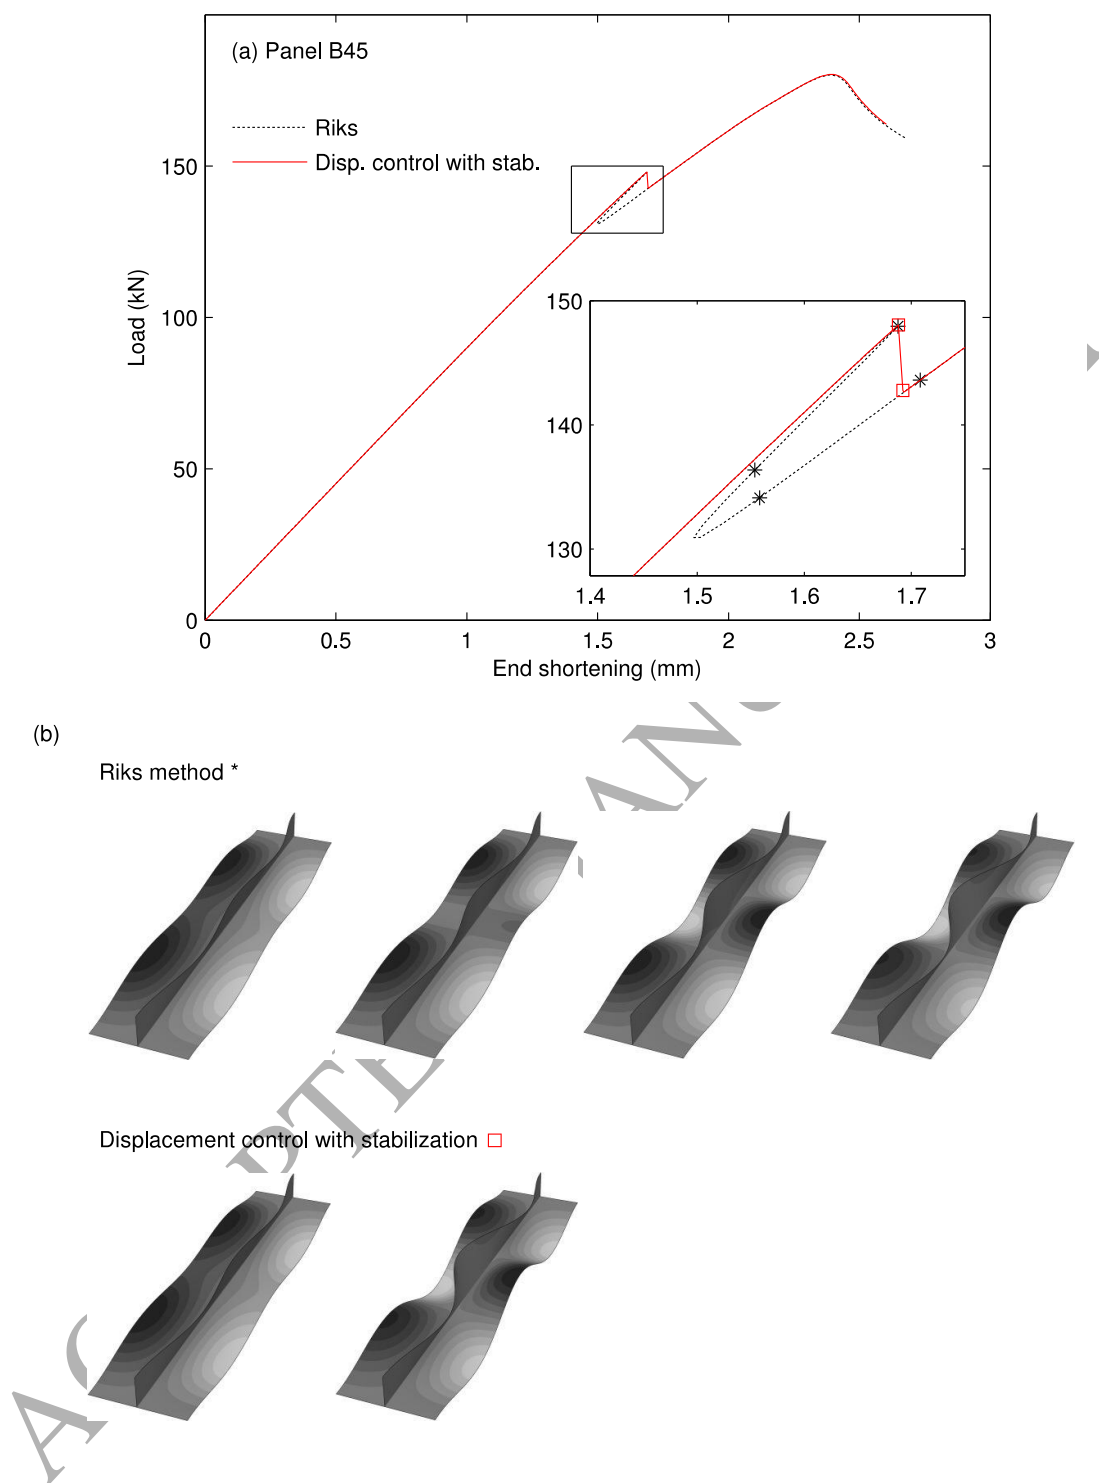 (a) Panel B45
Riks
Disp. control with stab.
Load (kN)
150
100
50
0
0 0.5 1 1.5 2 2.5 3
End shortening (mm)
150
142
130
1.4 1.5 1.6 1.7
(b)
Riks method *
Displacement control with stabilization □